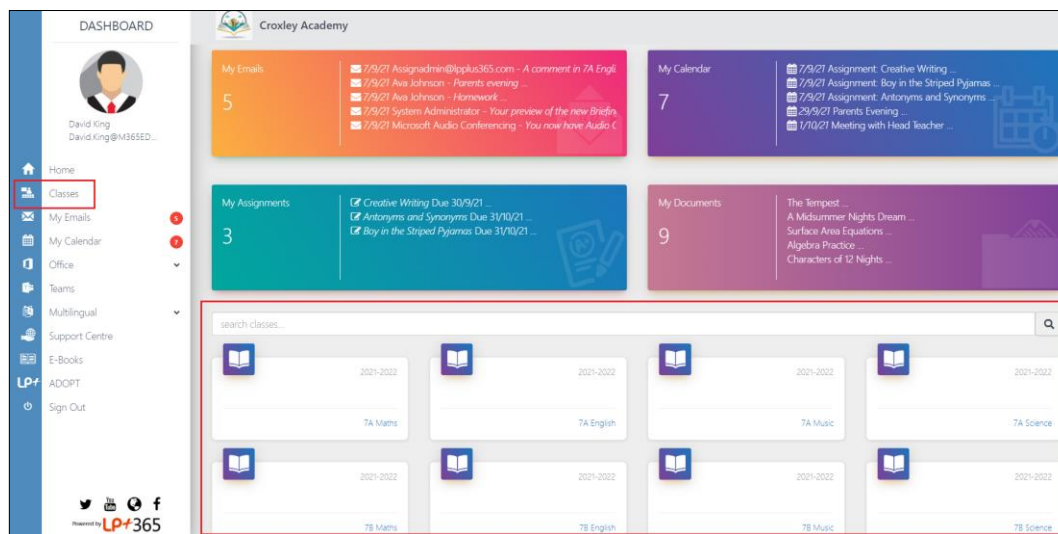 DASHBOARD
Croxley Academy
David King
David.King@M365ED...
Home
Classes
My Emails
5
My Calendar
7
Office
Teams
Multilingual
Support Centre
E-Books
LP+ ADOPT
Sign Out
You
Tube
Powered by LP+365
My Emails
5
7/9/21 Assignadmin@lpplus365.com - A comment in 7A Engli
7/9/21 Ava Johnson - Parents evening ...
7/9/21 Ava Johnson - Homework ...
7/9/21 System Administrator - Your preview of the new Briefin
7/9/21 Microsoft Audio Conferencing - You now have Audio C
My Calendar
7
7/9/21 Assignment: Creative Writing ...
7/9/21 Assignment: Boy in the Striped Pyjamas ...
7/9/21 Assignment: Antonyms and Synonyms ...
29/9/21 Parents Evening ...
1/10/21 Meeting with Head Teacher ...
My Assignments
3
Creative Writing Due 30/9/21 ...
Antonyms and Synonyms Due 31/10/21 ...
Boy in the Striped Pyjamas Due 31/10/21 ...
A+
My Documents
9
The Tempest ...
A Midsummer Nights Dream ...
Surface Area Equations ...
Algebra Practice ...
Characters of 12 Nights ...
search classes...
2021-2022
7A Maths
2021-2022
7A English
2021-2022
7A Music
2021-2022
7A Science
2021-2022
7B Maths
2021-2022
7B English
2021-2022
7B Music
2021-2022
7B Science